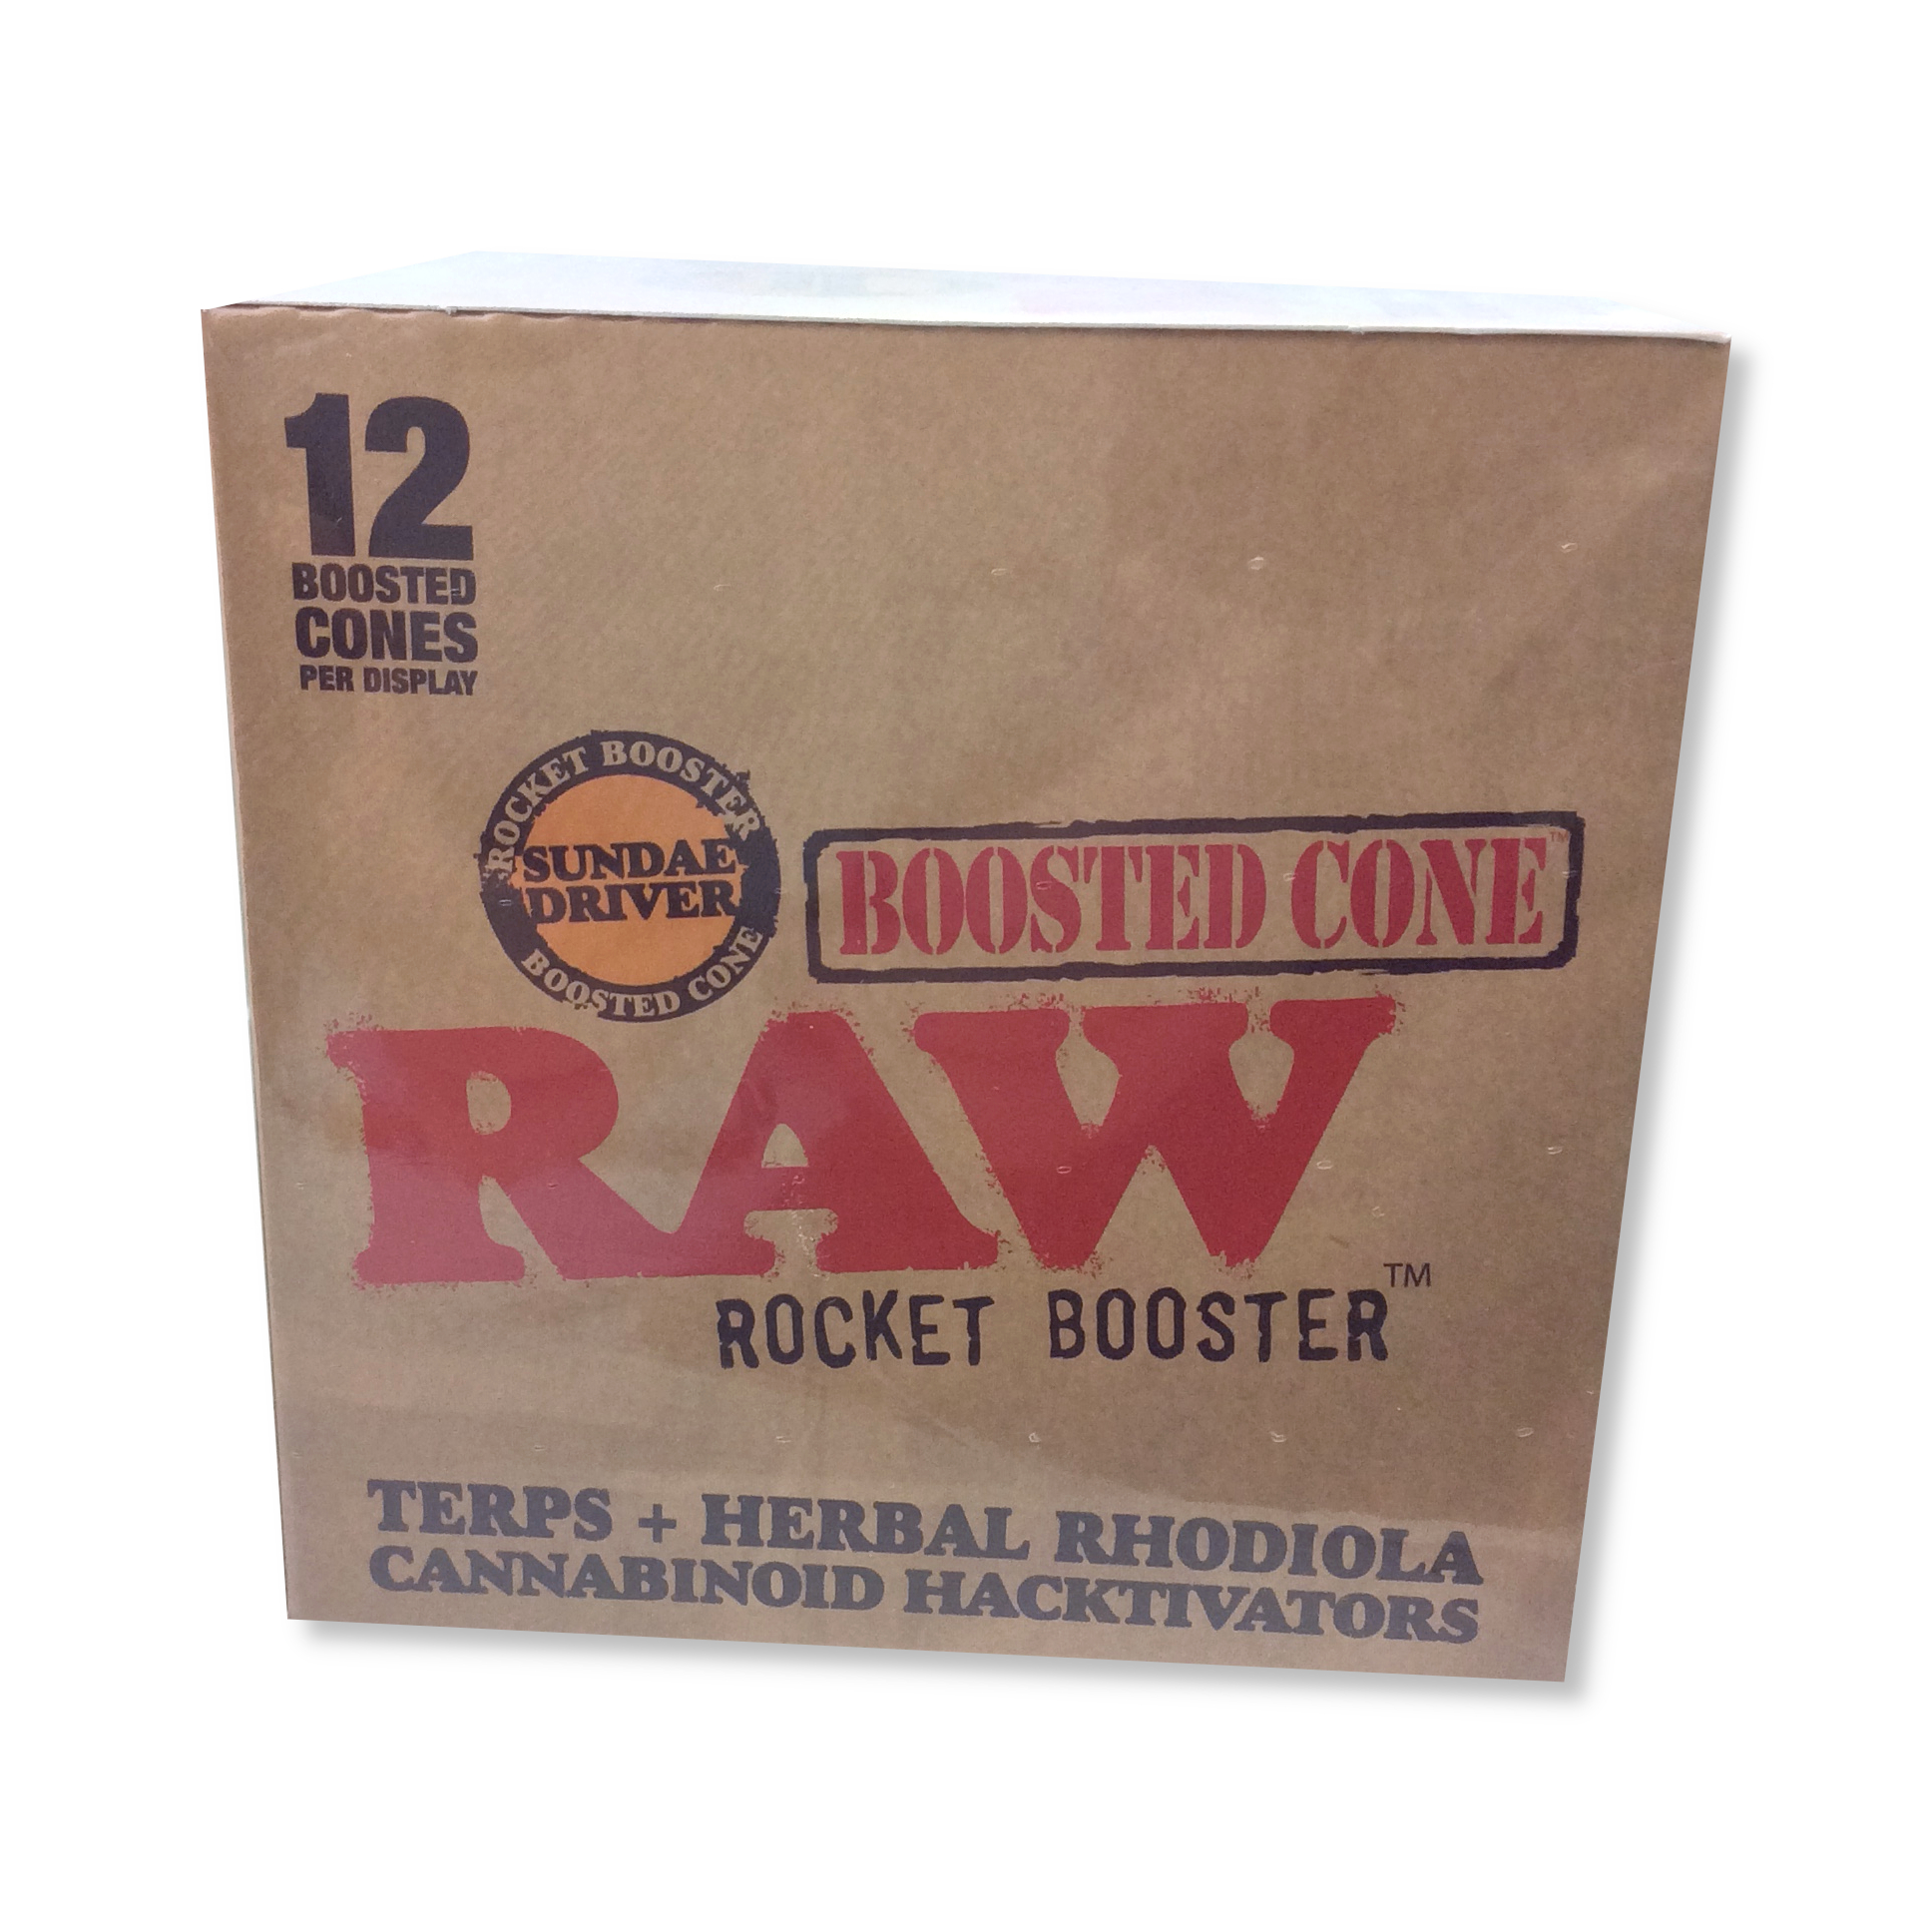 12
BOOSTED
CONES
PER DISPLAY
ROCKET BOOSTER
SUNDAE
DRIVER
BOOSTED CONE
BOOSTED CONE™
RAW
ROCKET BOOSTER™
TERPS + HERBAL RHODIOLA
CANNABINOID HACKTIVATORS